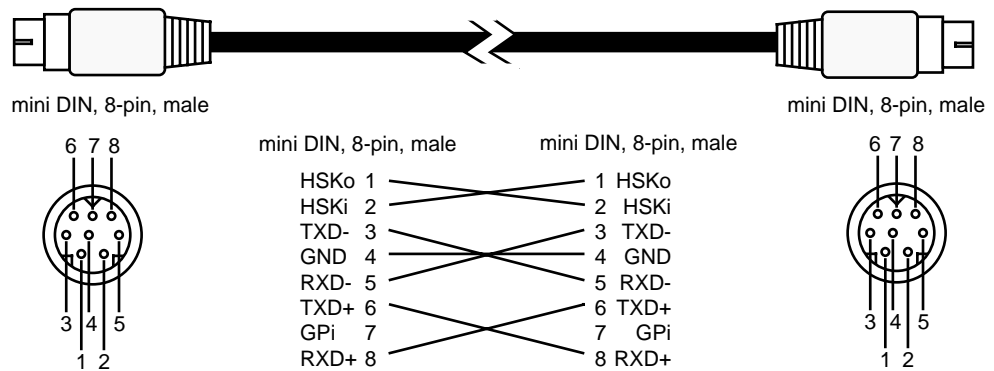 mini DIN, 8-pin, male
mini DIN, 8-pin, male
6 7 8
mini DIN, 8-pin, male
mini DIN, 8-pin, male
6 7 8
HSKo 1
1 HSKo
HSKi 2
2 HSKi
TXD- 3
3 TXD-
GND 4
4 GND
RXD- 5
5 RXD-
TXD+ 6
6 TXD+
GPi 7
7 GPi
RXD+ 8
8 RXD+
3 4 5
1 2
3 4 5
1 2